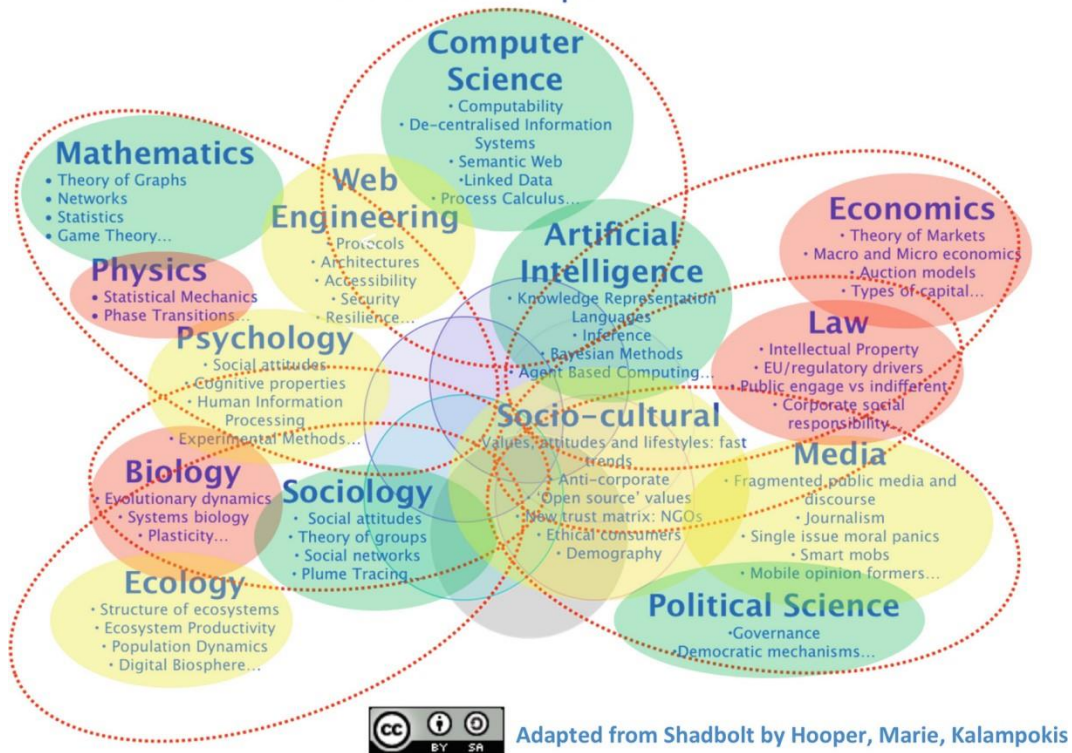 Computer
Science
· Computability
· De-centralised Information
Systems
· Semantic Web
·Linked Data
· Process Calculus...
Mathematics
• Theory of Graphs
• Networks
• Statistics
• Game Theory...
Web
Engineering
· Protocols
· Architectures
· Accessibility
· Security
· Resilience...
Artificial
Intelligence
· Knowledge Representation
Languages
· Inference
· Bayesian Methods
· Agent Based Computing...
Economics
· Theory of Markets
· Macro and Micro economics
· Auction models
· Types of capital...
Physics
• Statistical Mechanics
• Phase Transitions...
Law
· Intellectual Property
· EU/regulatory drivers
Public engage vs indifferent
· Corporate social
responsibility
Psychology
· Social attitudes
· Cognitive properties
· Human Information
Processing
· Experimental Methods...
Socio-cultural
Values, attitudes and lifestyles: fast
trends
· Anti-corporate
· 'Open source' values
New trust matrix: NGOs
· Ethical consumers
· Demography
Media
· Fragmented public media and
discourse
· Journalism
· Single issue moral panics
· Smart mobs
· Mobile opinion formers...
Biology
· Evolutionary dynamics
· Systems biology
· Plasticity...
Sociology
· Social attitudes
· Theory of groups
· Social networks
· Plume Tracing
Ecology
· Structure of ecosystems
· Ecosystem Productivity
· Population Dynamics
· Digital Biosphere...
Political Science
·Governance
·Democratic mechanisms...
cc
BY SA
Adapted from Shadbolt by Hooper, Marie, Kalampokis